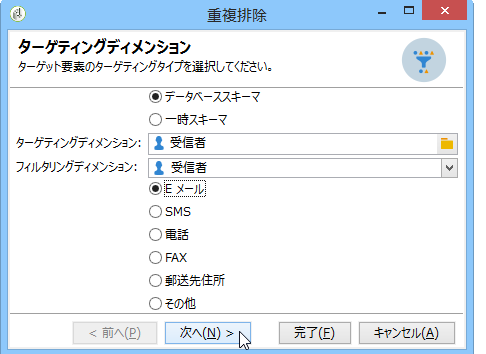 重複排除
ターゲティングディメンション
ターゲット要素のターゲティングタイプを選択してください。
データベーススキーマ
一時スキーマ
ターゲティングディメンション: 受信者
フィルタリングディメンション: 受信者
E メール
SMS
電話
FAX
郵送先住所
その他
< 前へ(P) 次へ(N) > 完了(F) キャンセル(A)